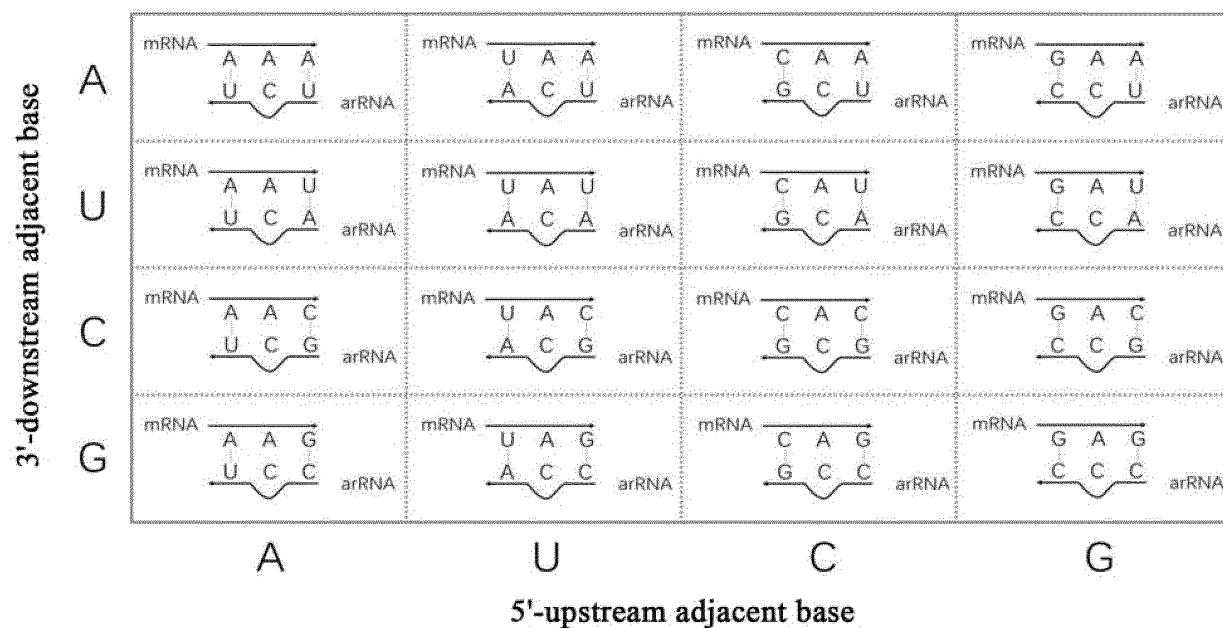 3'-downstream adjacent base
A
mRNA
A A A
U C U
arRNA
mRNA
U A A
A C U
arRNA
mRNA
C A A
G C U
arRNA
mRNA
G A A
C C U
arRNA
U
mRNA
A A U
U C A
arRNA
mRNA
U A U
A C A
arRNA
mRNA
C A U
G C A
arRNA
mRNA
G A U
C C A
arRNA
C
mRNA
A A C
U C G
arRNA
mRNA
U A C
A C G
arRNA
mRNA
C A C
G C G
arRNA
mRNA
G A C
C C G
arRNA
G
mRNA
A A G
U C C
arRNA
mRNA
U A G
A C C
arRNA
mRNA
C A G
G C C
arRNA
mRNA
G A G
C C C
arRNA
A U C G
5'-upstream adjacent base